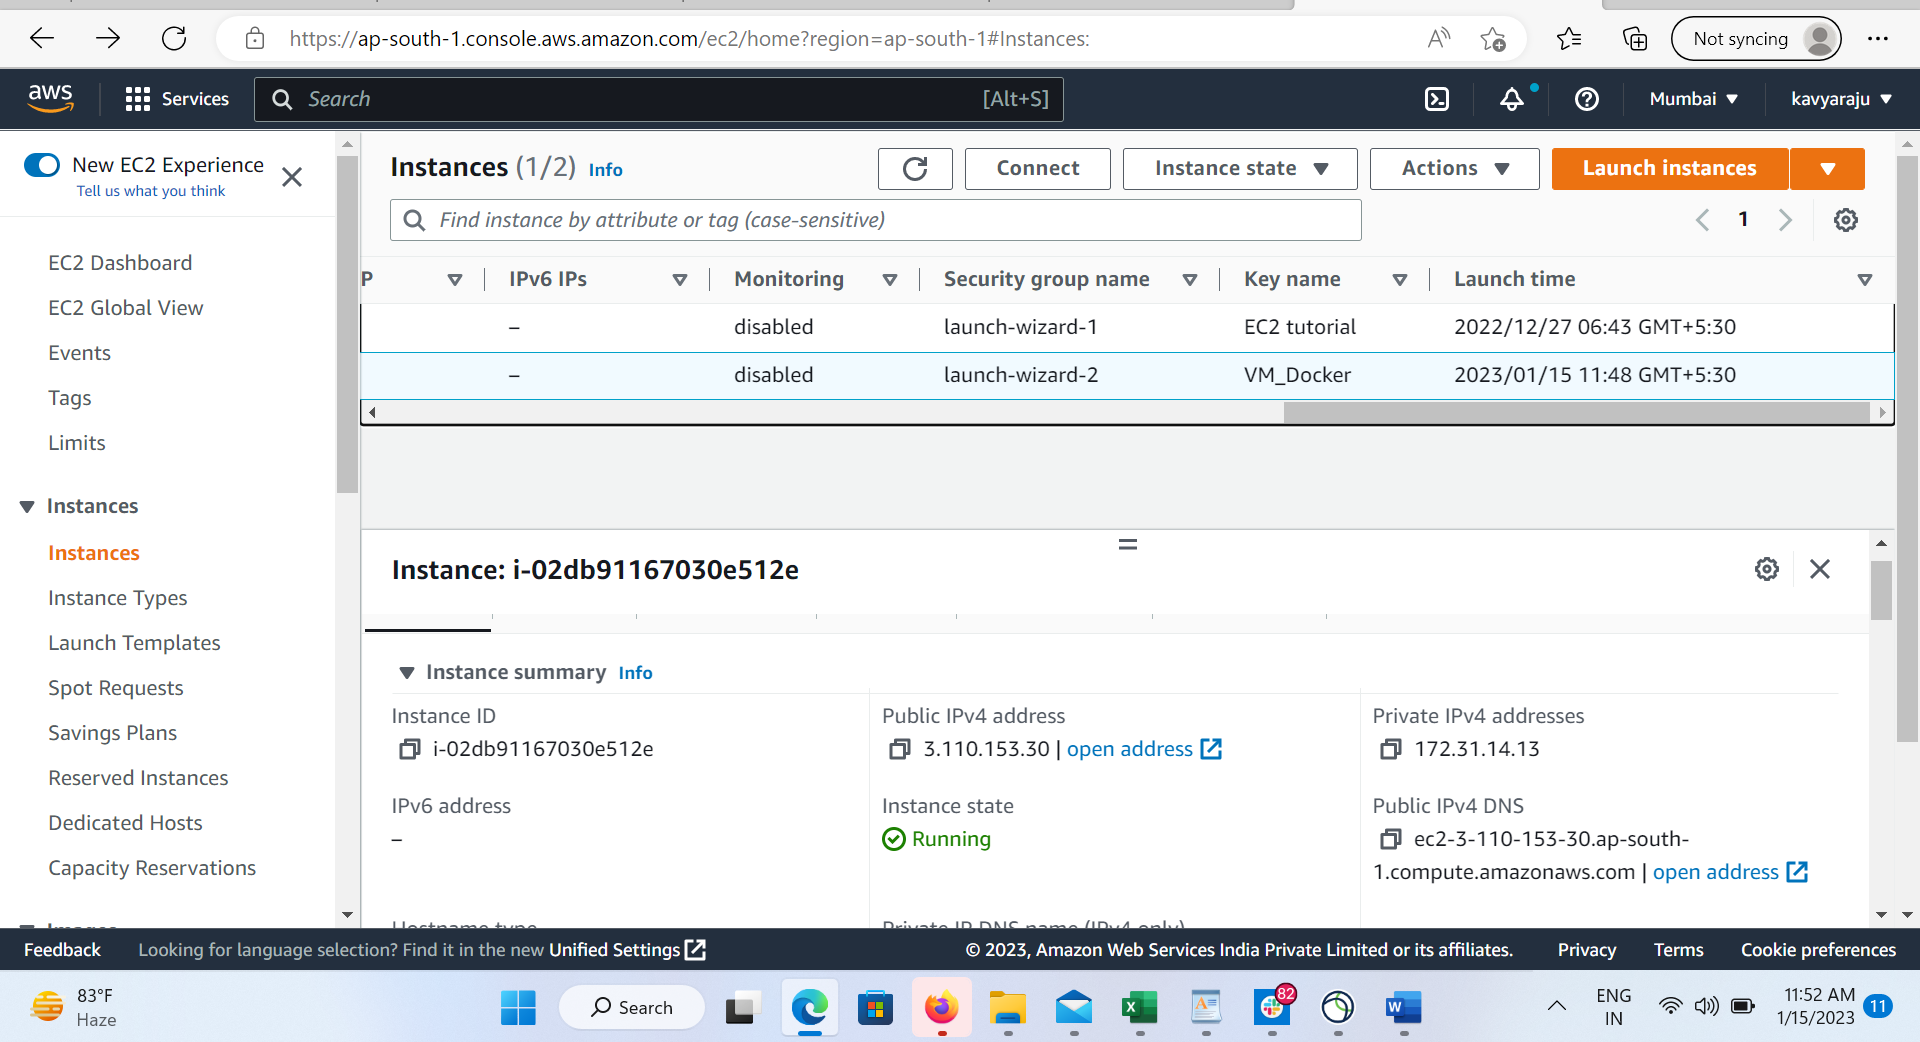 https://ap-south-1.console.aws.amazon.com/ec2/home?region=ap-south-1#Instances:
Not syncing
aws
Services
Search
[Alt+S]
Mumbai
kavyaraju
New EC2 Experience
Tell us what you think
EC2 Dashboard
EC2 Global View
Events
Tags
Limits
Instances
Instances
Instance Types
Launch Templates
Spot Requests
Savings Plans
Reserved Instances
Dedicated Hosts
Capacity Reservations
Images
Instances (1/2) Info
Connect
Instance state
Actions
Launch instances
Find instance by attribute or tag (case-sensitive)
1
P IPv6 IPs Monitoring Security group name Key name Launch time
– disabled launch-wizard-1 EC2 tutorial 2022/12/27 06:43 GMT+5:30
– disabled launch-wizard-2 VM_Docker 2023/01/15 11:48 GMT+5:30
Instance: i-02db91167030e512e
Instance summary Info
Instance ID
i-02db91167030e512e
Public IPv4 address
3.110.153.30 | open address
Private IPv4 addresses
172.31.14.13
IPv6 address
–
Instance state
Running
Public IPv4 DNS
ec2-3-110-153-30.ap-south-
1.compute.amazonaws.com | open address
Hostname type
Private IP DNS name (IPv4 only)
Feedback
Looking for language selection? Find it in the new Unified Settings
© 2023, Amazon Web Services India Private Limited or its affiliates.
Privacy
Terms
Cookie preferences
83°F
Haze
Search
82
ENG
IN
11:52 AM
1/15/2023
11